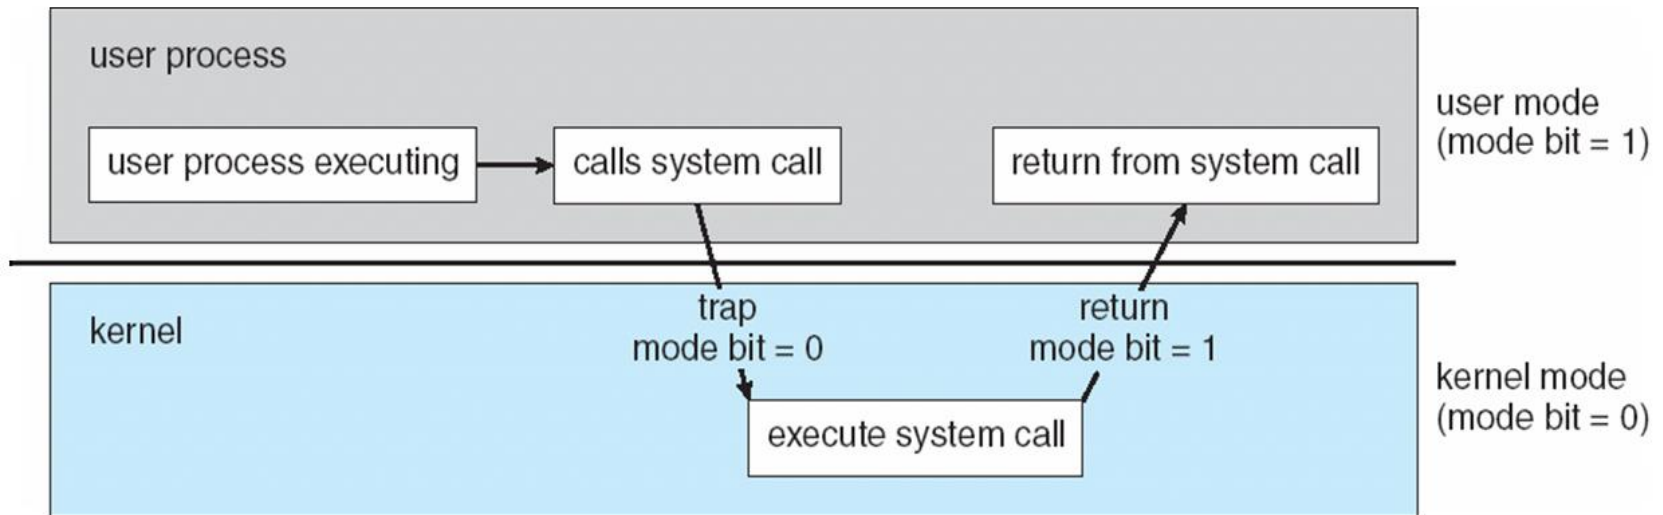 user process
user process executing
calls system call
return from system call
user mode
(mode bit = 1)
kernel
trap
mode bit = 0
return
mode bit = 1
execute system call
kernel mode
(mode bit = 0)